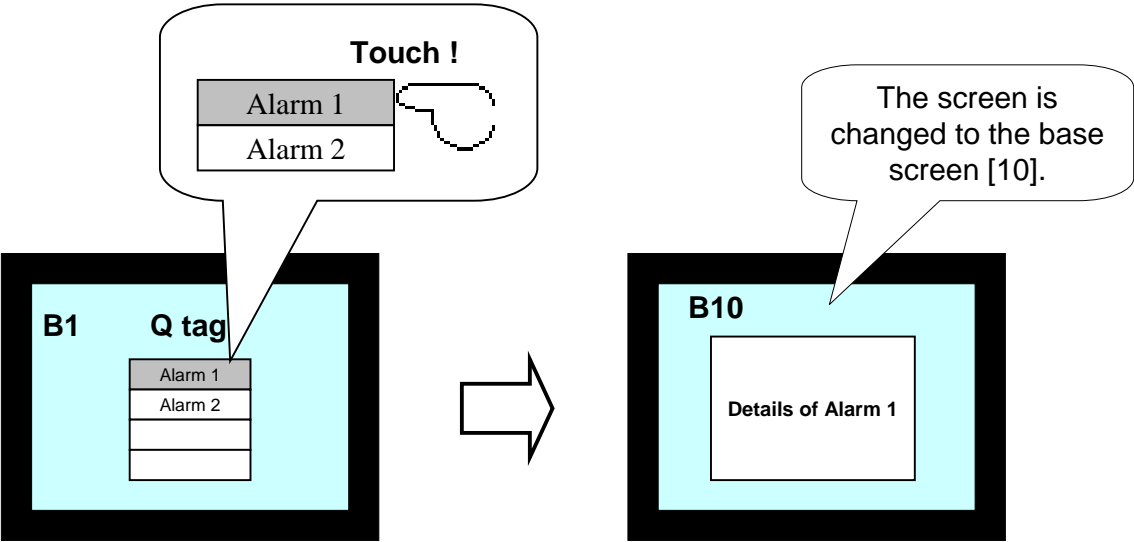 Touch !
Alarm 1
Alarm 2
The screen is
changed to the base
screen [10].
B1 Q tag
Alarm 1
Alarm 2
B10
Details of Alarm 1